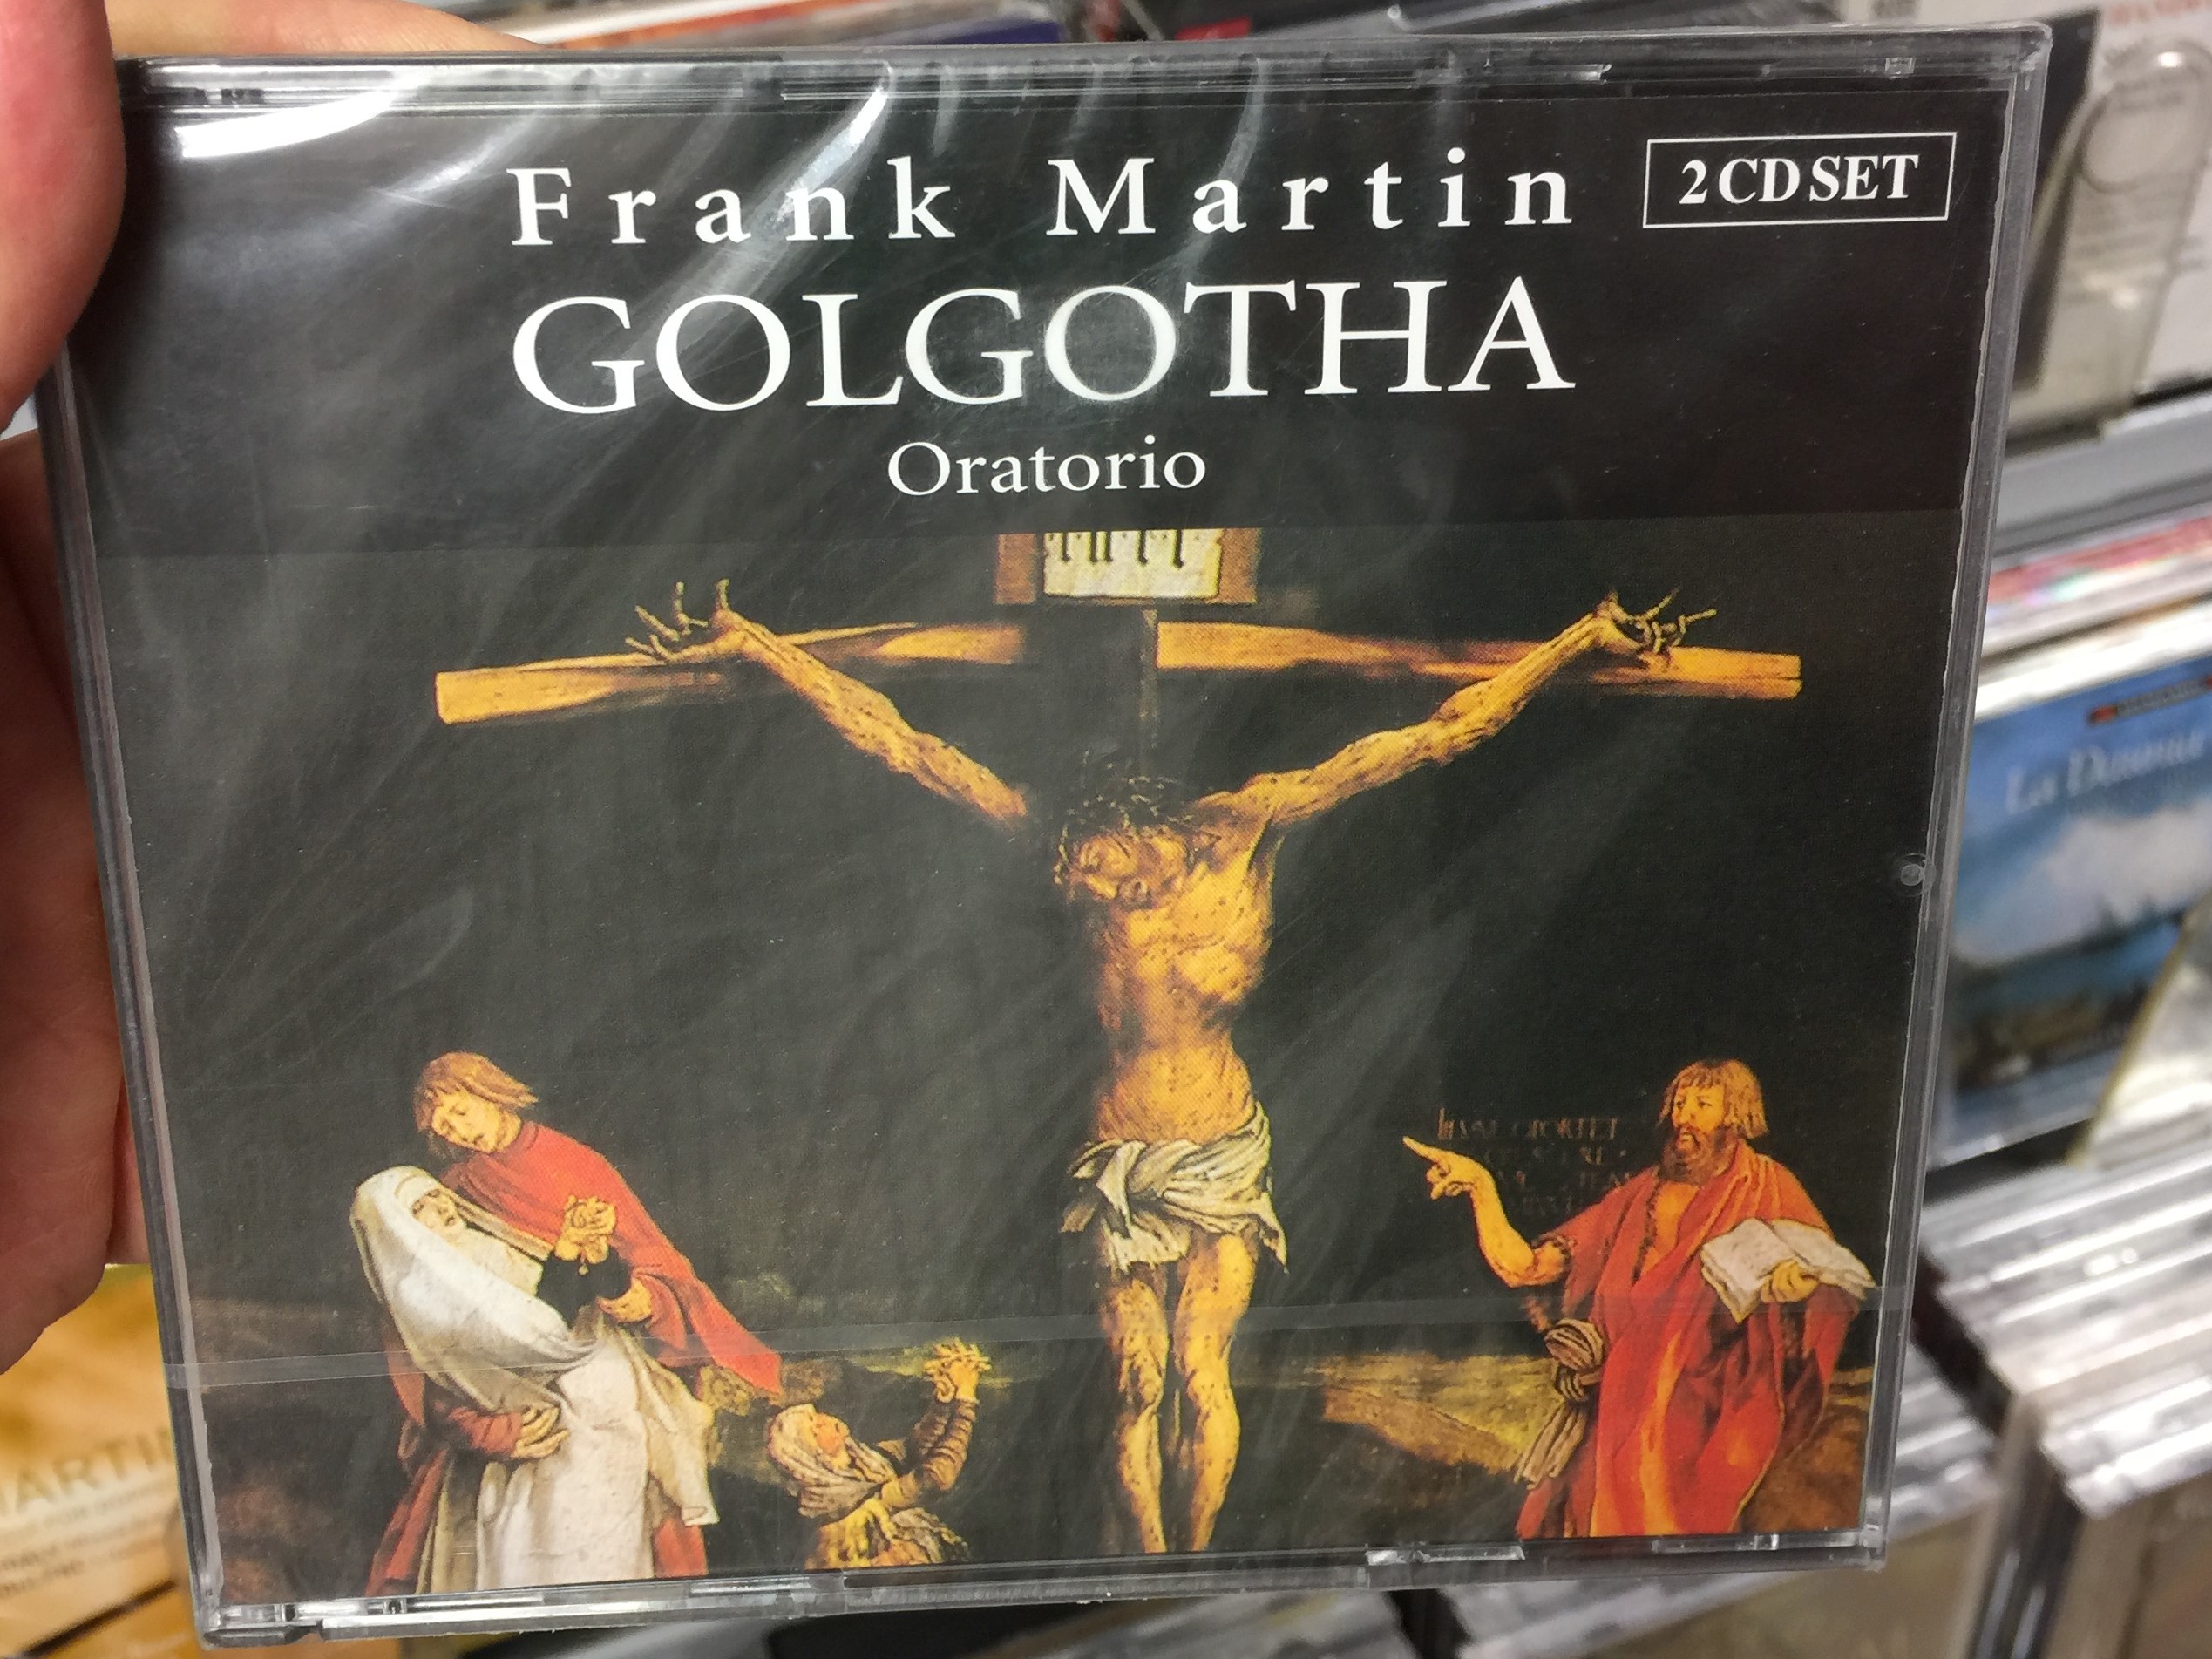 Frank Martin
2 CD SET
GOLGOTHA
Oratorio